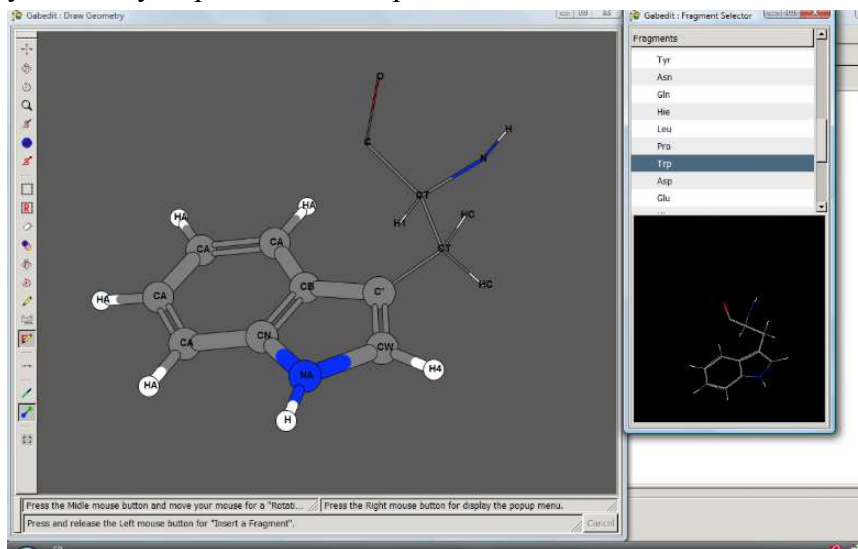 Gabedit : Draw Geometry
Gabedit : Fragment Selector
Fragments
Tyr
Asn
Gln
Hie
Leu
Pro
Trp
Asp
Glu
O
C
H
N
CT
H1
HC
CT
HC
HA
HA
CA
CA
HA
CA
CB
C*
CA
CN
CW
HA
NA
H4
H
R
Press the Midle mouse button and move your mouse for a "Rotati...
Press the Right mouse button for display the popup menu.
Press and release the Left mouse button for "Insert a Fragment".
Cancel